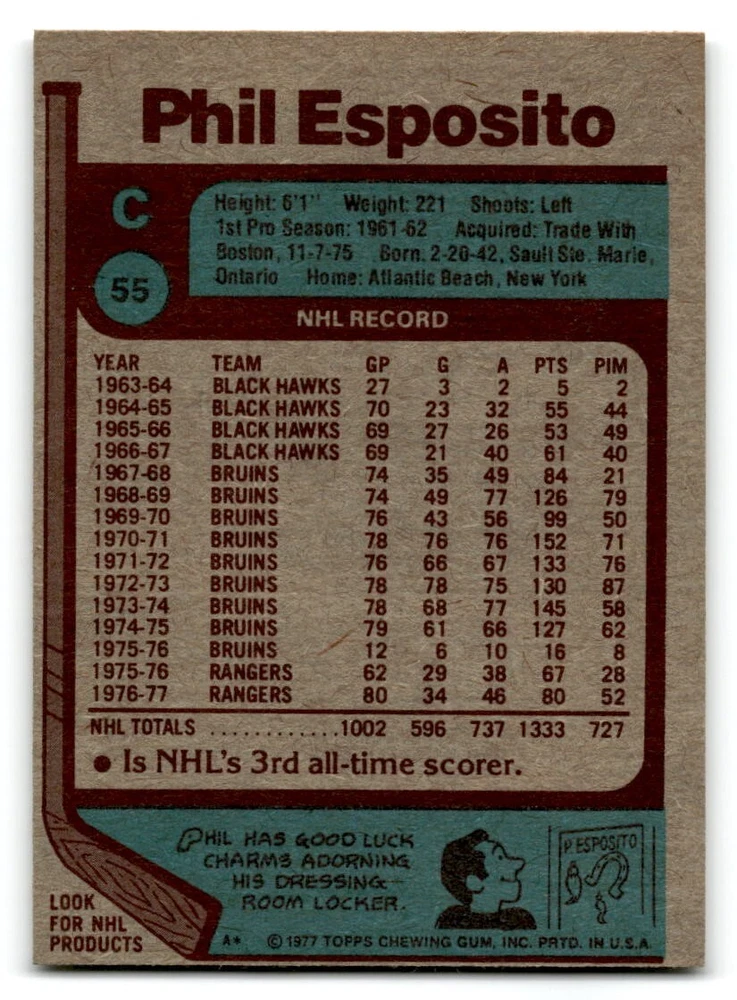 Phil Esposito
C
55
Height: 6'1" Weight: 221 Shoots: Left
1st Pro Season: 1961-62 Acquired: Trade With
Boston, 11-7-75 Born: 2-20-42, Sault Ste. Marie,
Ontario Home: Atlantic Beach, New York
NHL RECORD
YEAR TEAM GP G A PTS PIM
1963-64 BLACK HAWKS 27 3 2 5 2
1964-65 BLACK HAWKS 70 23 32 55 44
1965-66 BLACK HAWKS 69 27 26 53 49
1966-67 BLACK HAWKS 69 21 40 61 40
1967-68 BRUINS 74 35 49 84 21
1968-69 BRUINS 74 49 77 126 79
1969-70 BRUINS 76 43 56 99 50
1970-71 BRUINS 78 76 76 152 71
1971-72 BRUINS 76 66 67 133 76
1972-73 BRUINS 78 78 75 130 87
1973-74 BRUINS 78 68 77 145 58
1974-75 BRUINS 79 61 66 127 62
1975-76 BRUINS 12 6 10 16 8
1975-76 RANGERS 62 29 38 67 28
1976-77 RANGERS 80 34 46 80 52
NHL TOTALS ............1002 596 737 1333 727
● Is NHL's 3rd all-time scorer.
PHIL HAS GOOD LUCK
CHARMS ADORNING
HIS DRESSING-
ROOM LOCKER.
P. ESPOSITO
LOOK
FOR NHL
PRODUCTS
A* © 1977 TOPPS CHEWING GUM, INC. PRTD. IN U.S.A.